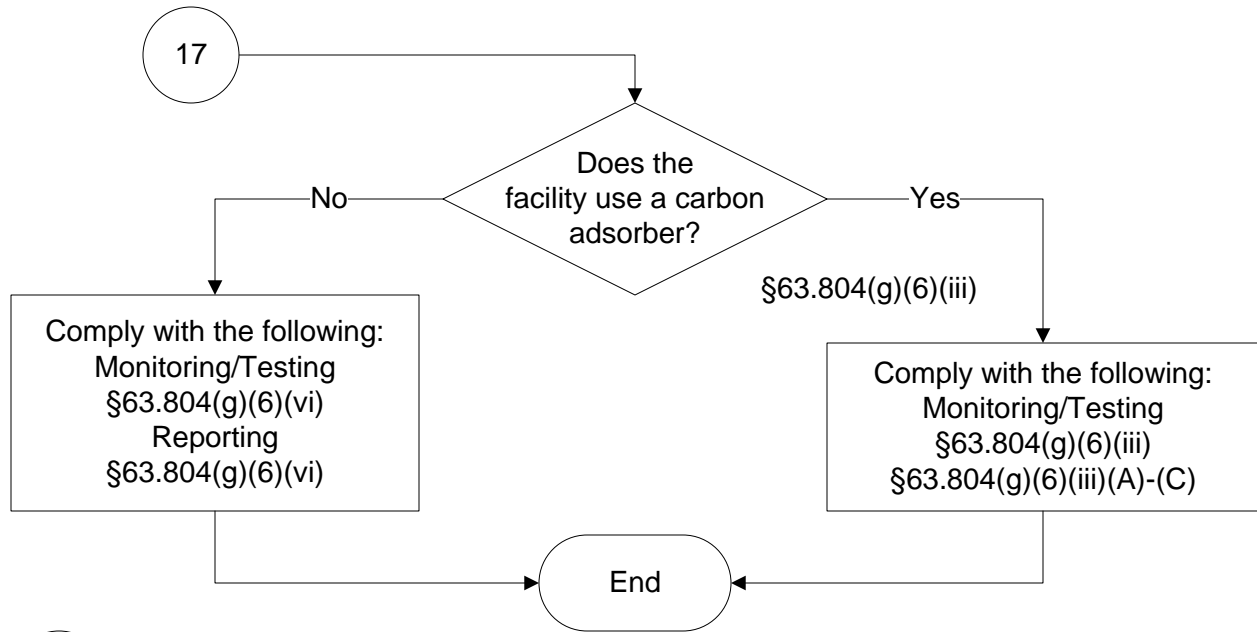 17
Does the
facility use a carbon
adsorber?
No
Yes
§63.804(g)(6)(iii)
Comply with the following:
Monitoring/Testing
§63.804(g)(6)(vi)
Reporting
§63.804(g)(6)(vi)
Comply with the following:
Monitoring/Testing
§63.804(g)(6)(iii)
§63.804(g)(6)(iii)(A)-(C)
End